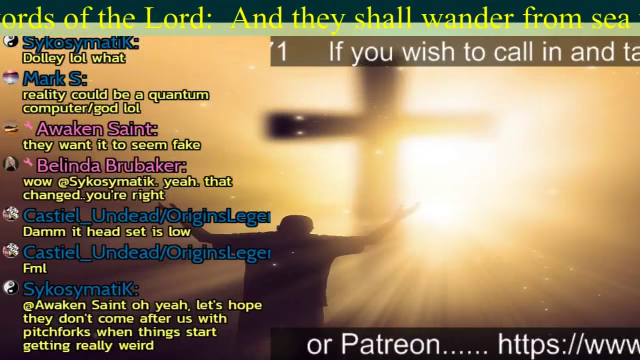 ords of the Lord: And they shall wander from sea
71 If you wish to call in and ta
SykosymatiK:
Dolley lol what
Mark S:
reality could be a quantum
computer/god lol
Awaken Saint:
they want it to seem fake
Belinda Brubaker:
wow @Sykosymatik. yeah. that
changed..you're right
Castiel_Undead/OriginsLege
Damm it head set is low
Castiel_Undead/OriginsLege
Fml
SykosymatiK:
@Awaken Saint oh yeah, let's hope
they don't come after us with
pitchforks when things start
getting really weird
or Patreon...... https://www